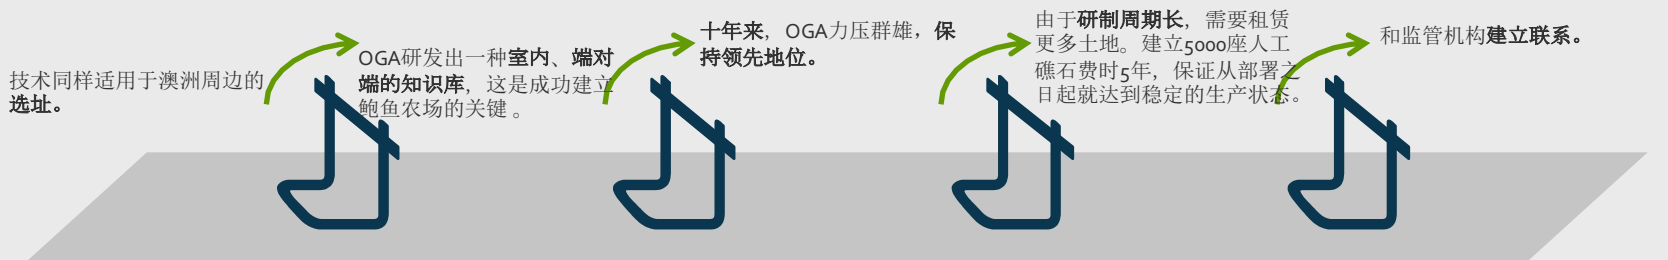 技术同样适用于澳洲周边的
选址。
OGA研发出一种室内、端对
端的知识库，这是成功建立
鲍鱼农场的关键 。
十年来，OGA力压群雄，保
持领先地位。
由于研制周期长，需要租赁
更多土地。建立5000座人工
礁石费时5年，保证从部署之
日起就达到稳定的生产状态。
和监管机构建立联系。